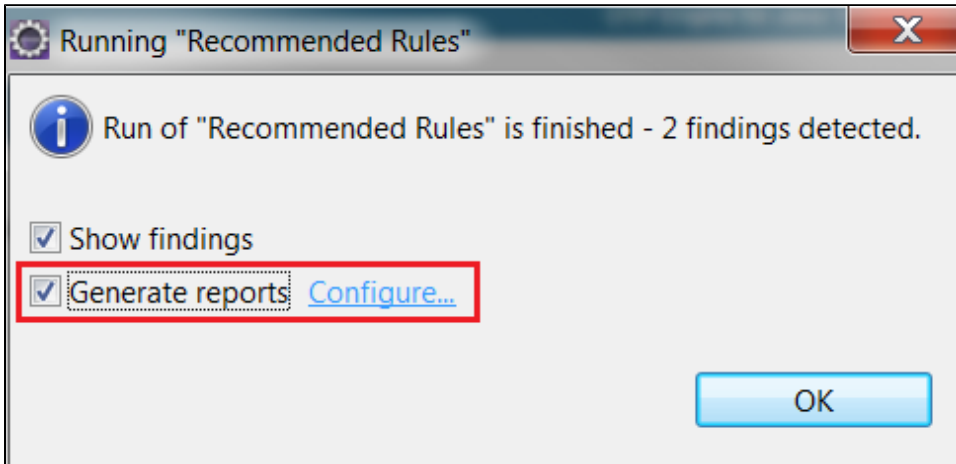 Running "Recommended Rules"
Run of "Recommended Rules" is finished - 2 findings detected.
Show findings
Generate reports Configure...
OK